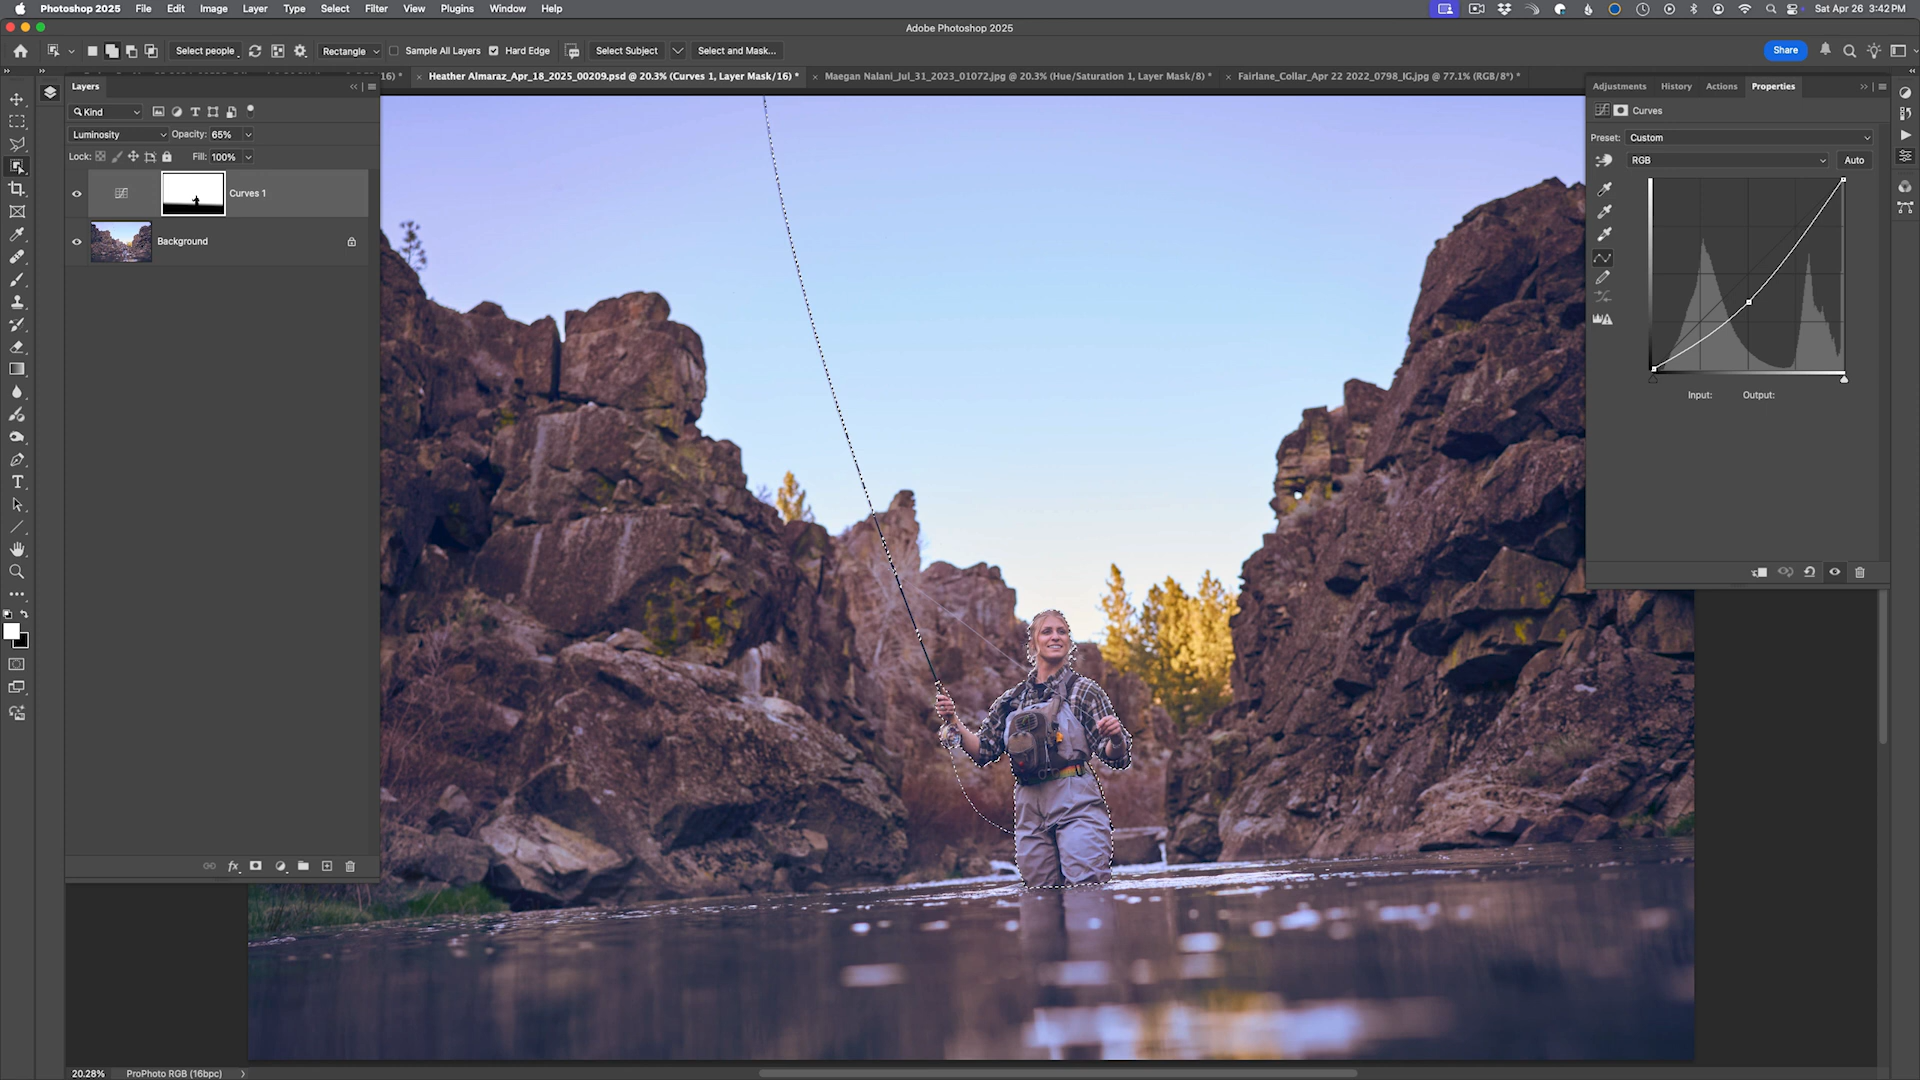 Photoshop 2025 File Edit Image Layer Type Select Filter View Plugins Window Help Sat Apr 26 3:42 PM
Adobe Photoshop 2025
Select people Rectangle Sample All Layers Hard Edge Select Subject Select and Mask... Share
16) * × Heather Almaraz_Apr_18_2025_00209.psd @ 20.3% (Curves 1, Layer Mask/16) * × Maegan Nalani_Jul_31_2023_01072.jpg @ 20.3% (Hue/Saturation 1, Layer Mask/8) * × Fairlane_Collar_Apr 22 2022_0798_IG.jpg @ 77.1% (RGB/8*) *
Layers
Kind
Luminosity Opacity: 65%
Lock: Fill: 100%
Curves 1
Background
fx
Adjustments History Actions Properties
Curves
Preset: Custom
RGB Auto
Input: Output:
20.28% ProPhoto RGB (16bpc)